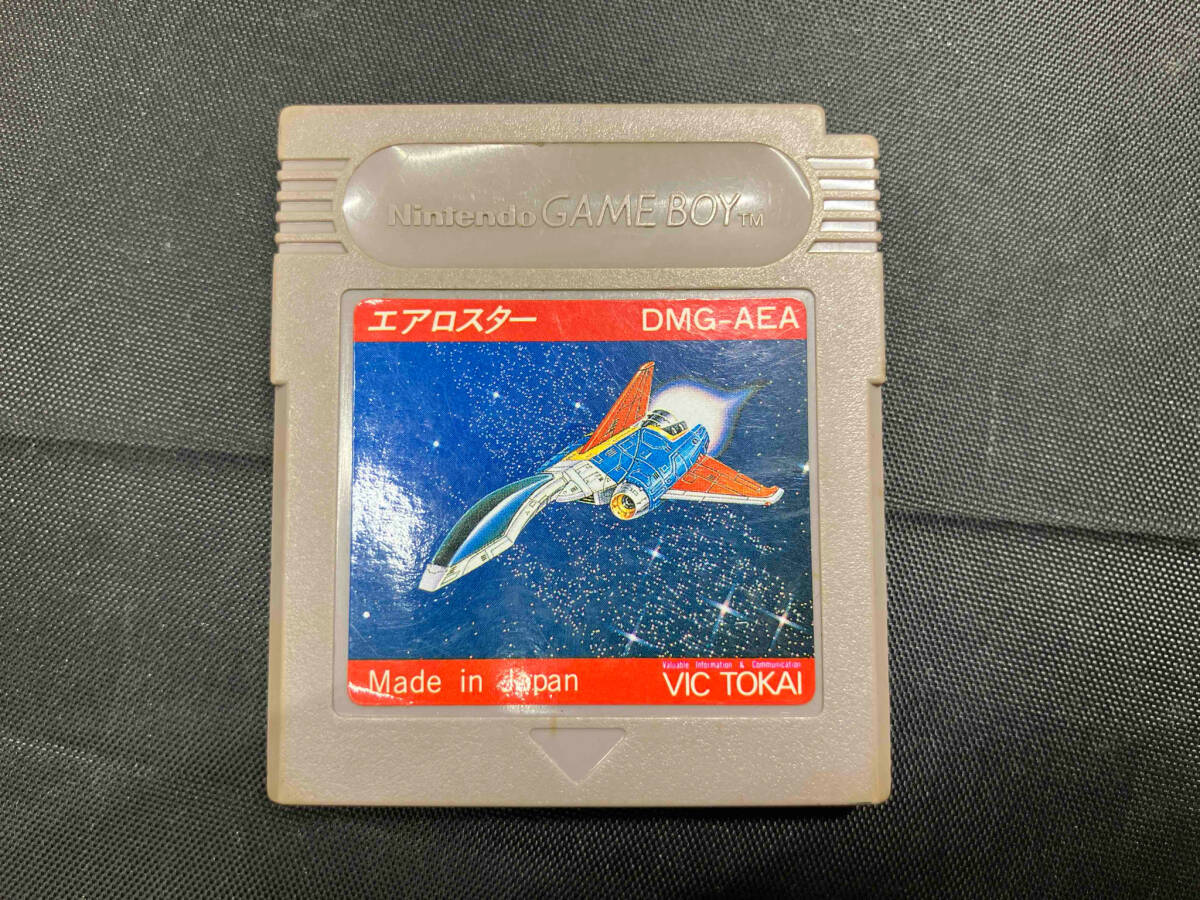 Nintendo GAME BOY TM
エアロスター DMG-AEA
Made in Japan
Valuable Information & Communication
VIC TOKAI